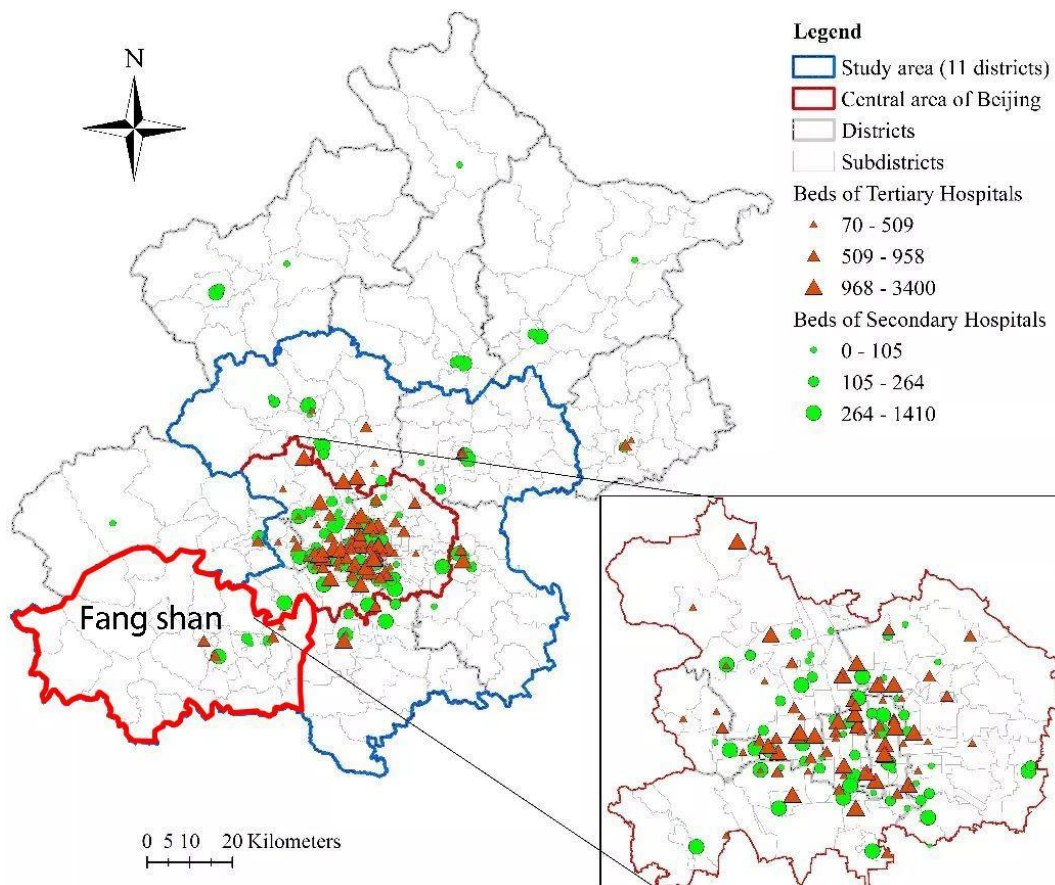 N
Legend
Study area (11 districts)
Central area of Beijing
Districts
Subdistricts
Beds of Tertiary Hospitals
70 - 509
509 - 958
968 - 3400
Beds of Secondary Hospitals
0 - 105
105 - 264
264 - 1410
Fang shan
0 5 10 20 Kilometers